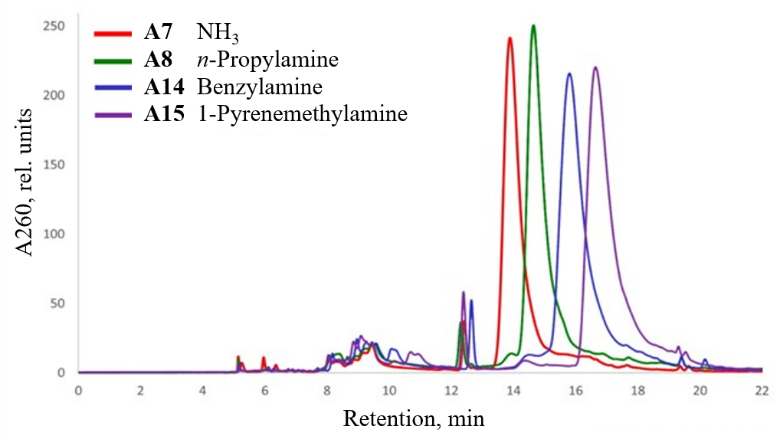 A7 NH₃
A8 n-Propylamine
A14 Benzylamine
A15 1-Pyrenemethylamine
A260, rel. units
250
200
150
100
50
0
0 2 4 6 8 10 12 14 16 18 20 22
Retention, min